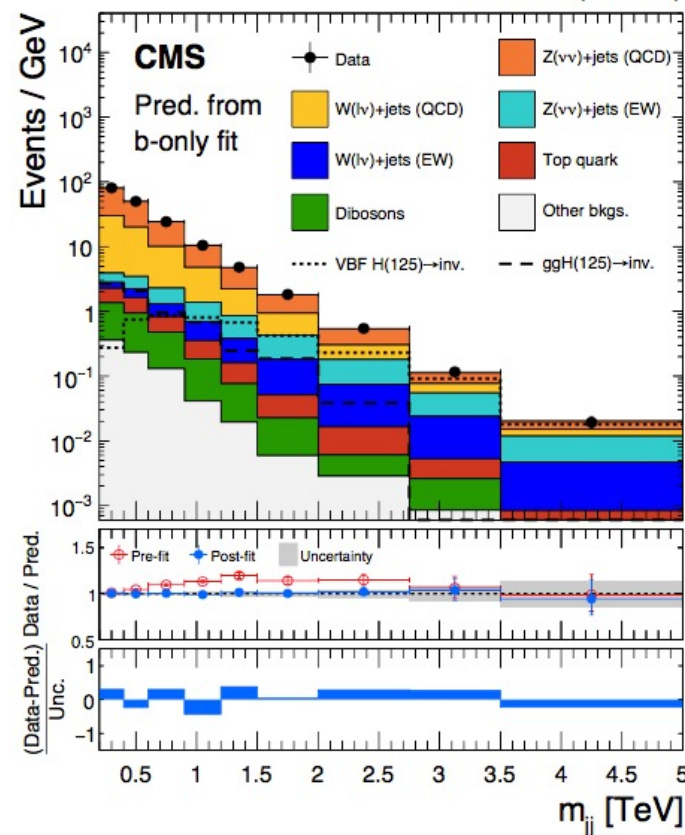 CMS
Pred. from
b-only fit
Data
Z(νν)+jets (QCD)
W(lν)+jets (QCD)
Z(νν)+jets (EW)
W(lν)+jets (EW)
Top quark
Dibosons
Other bkgs.
VBF H(125)→inv.
ggH(125)→inv.
Events / GeV
10⁴
10³
10²
10
1
10⁻¹
10⁻²
10⁻³
Data / Pred.
1.5
1
0.5
Pre-fit
Post-fit
Uncertainty
(Data-Pred.)
Unc.
1
0
−1
0.5 1 1.5 2 2.5 3 3.5 4 4.5 5
m_jj [TeV]